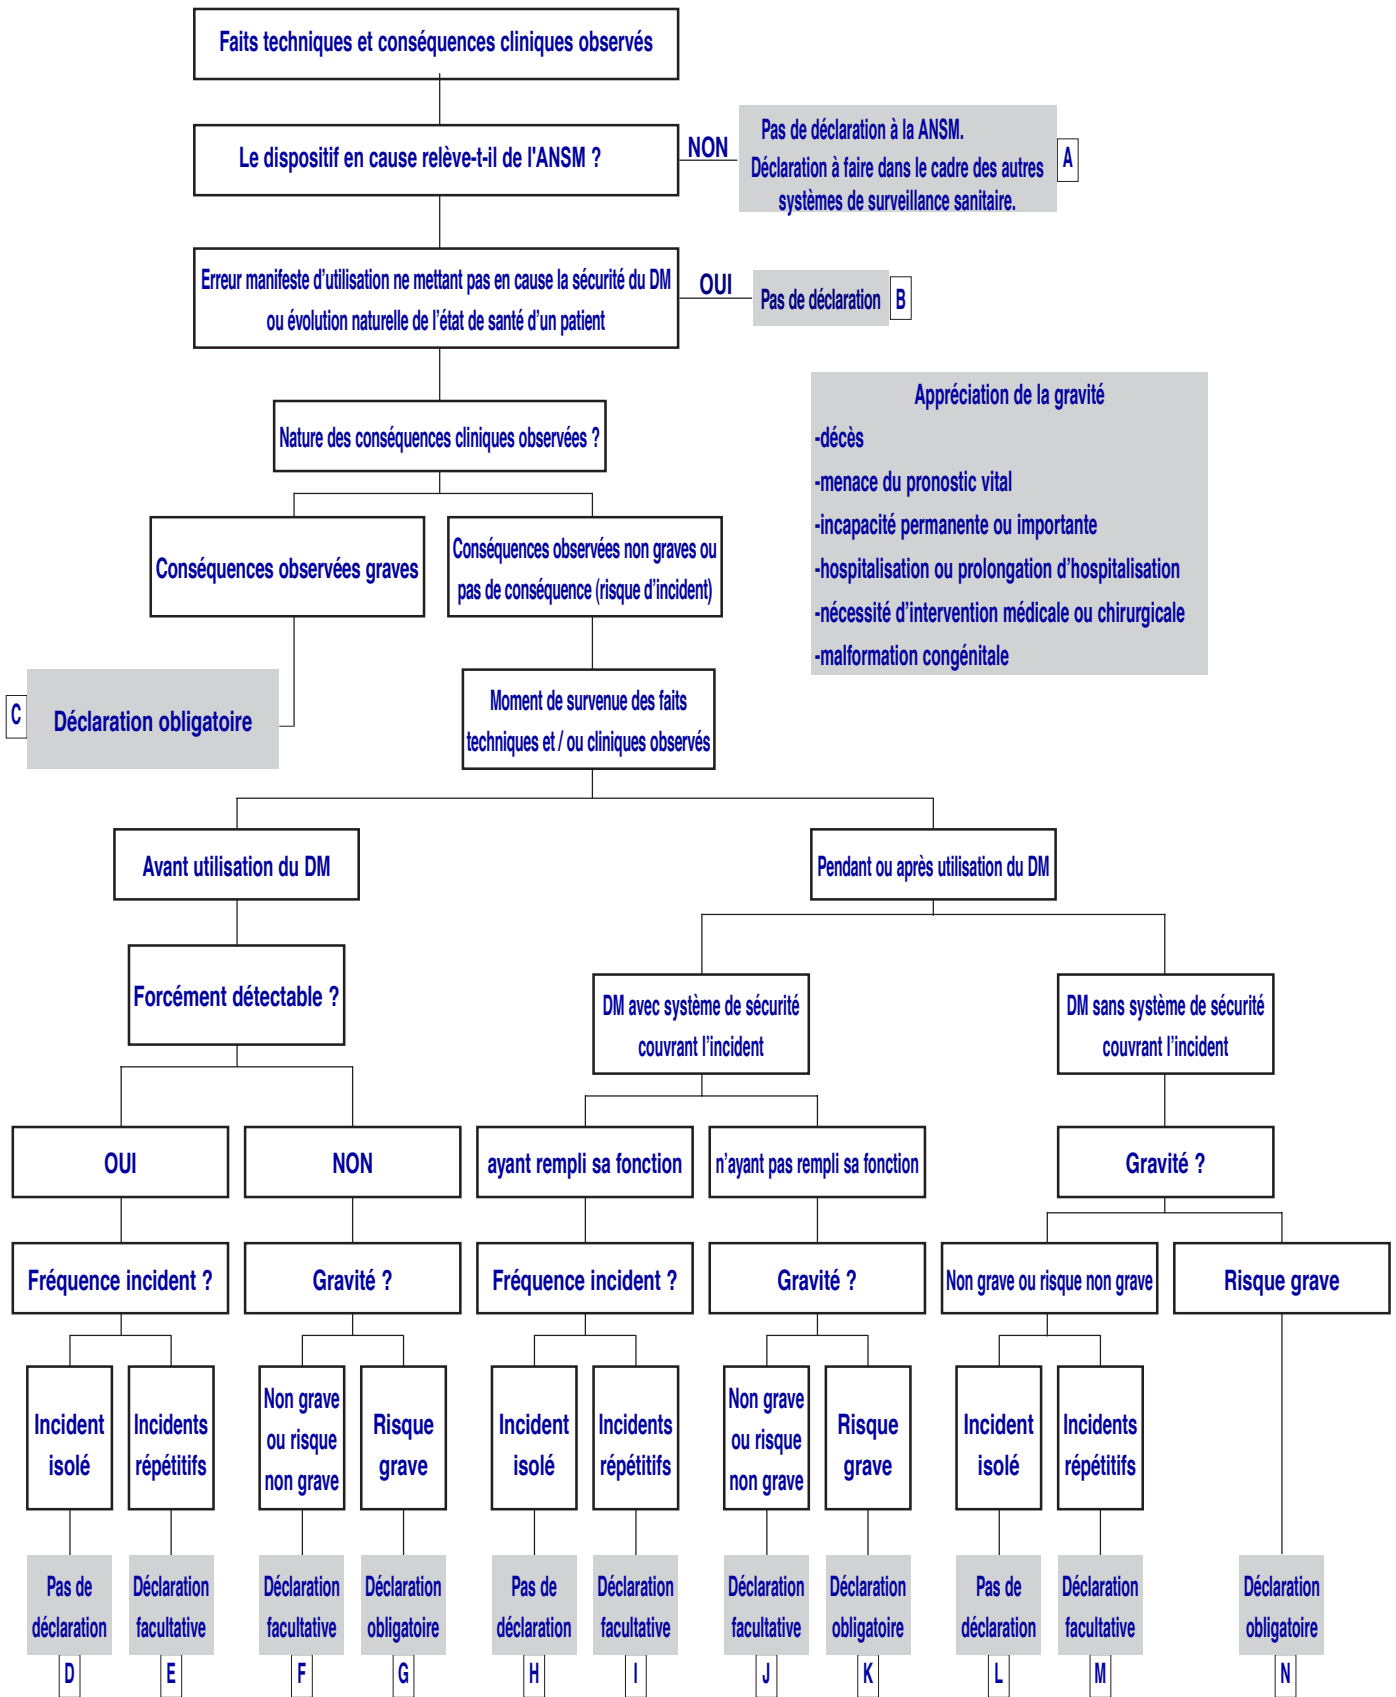 Faits techniques et conséquences cliniques observés
Le dispositif en cause relève-t-il de l'ANSM ?
NON
Pas de déclaration à la ANSM.
Déclaration à faire dans le cadre des autres
systèmes de surveillance sanitaire.
A
Erreur manifeste d’utilisation ne mettant pas en cause la sécurité du DM
ou évolution naturelle de l’état de santé d’un patient
OUI
Pas de déclaration
B
Nature des conséquences cliniques observées ?
Appréciation de la gravité
-décès
-menace du pronostic vital
-incapacité permanente ou importante
-hospitalisation ou prolongation d’hospitalisation
-nécessité d’intervention médicale ou chirurgicale
-malformation congénitale
Conséquences observées graves
Conséquences observées non graves ou
pas de conséquence (risque d’incident)
C
Déclaration obligatoire
Moment de survenue des faits
techniques et / ou cliniques observés
Avant utilisation du DM
Pendant ou après utilisation du DM
Forcément détectable ?
DM avec système de sécurité
couvrant l’incident
DM sans système de sécurité
couvrant l’incident
OUI
NON
ayant rempli sa fonction
n’ayant pas rempli sa fonction
Gravité ?
Fréquence incident ?
Gravité ?
Fréquence incident ?
Gravité ?
Non grave ou risque non grave
Risque grave
Incident
isolé
Incidents
répétitifs
Non grave
ou risque
non grave
Risque
grave
Incident
isolé
Incidents
répétitifs
Non grave
ou risque
non grave
Risque
grave
Incident
isolé
Incidents
répétitifs
Pas de
déclaration
D
Déclaration
facultative
E
Déclaration
facultative
F
Déclaration
obligatoire
G
Pas de
déclaration
H
Déclaration
facultative
I
Déclaration
facultative
J
Déclaration
obligatoire
K
Pas de
déclaration
L
Déclaration
facultative
M
Déclaration
obligatoire
N